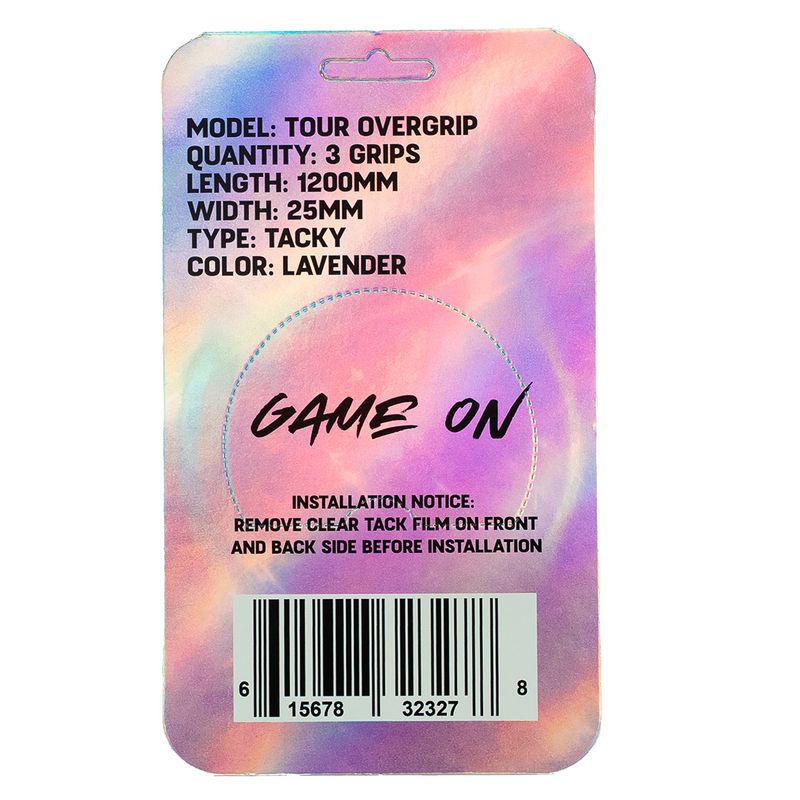 MODEL: TOUR OVERGRIP
QUANTITY: 3 GRIPS
LENGTH: 1200MM
WIDTH: 25MM
TYPE: TACKY
COLOR: LAVENDER
GAME ON
INSTALLATION NOTICE:
REMOVE CLEAR TACK FILM ON FRONT
AND BACK SIDE BEFORE INSTALLATION
6 15678 32327 8